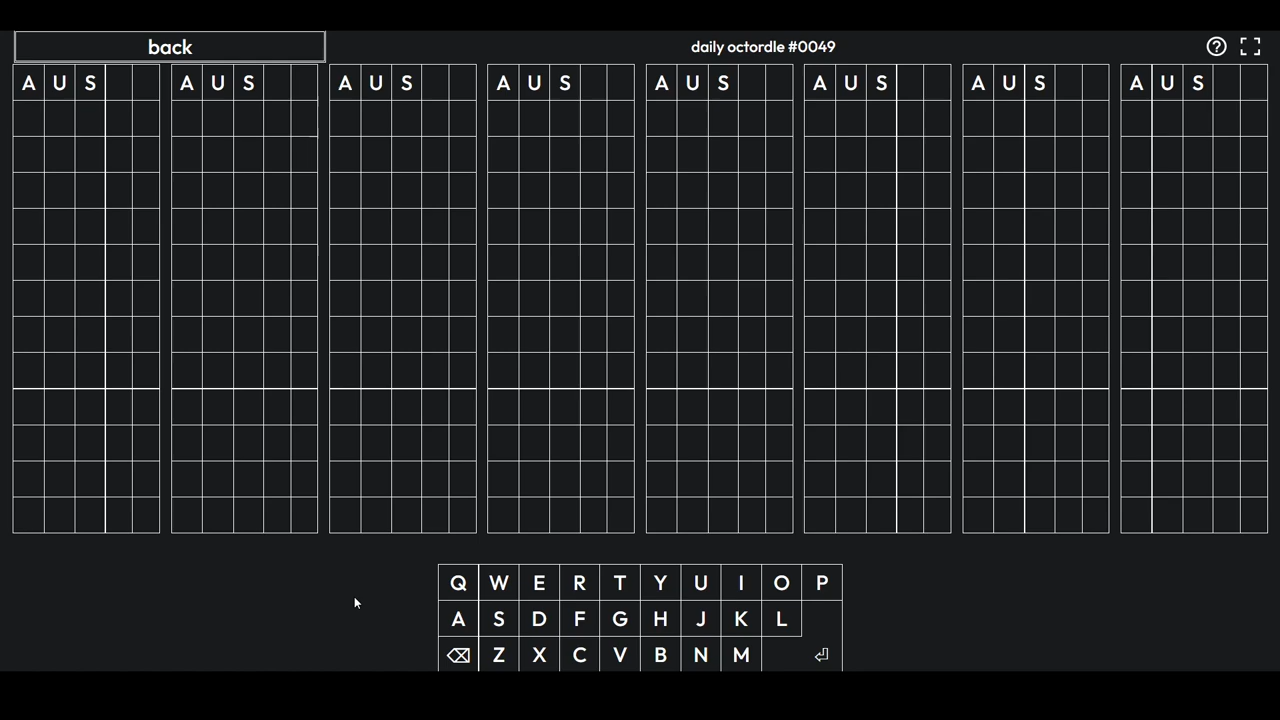 back daily octordle #0049 ?
A U S A U S A U S A U S A U S A U S A U S A U S
Q W E R T Y U I O P
A S D F G H J K L
⌫ Z X C V B N M ⏎